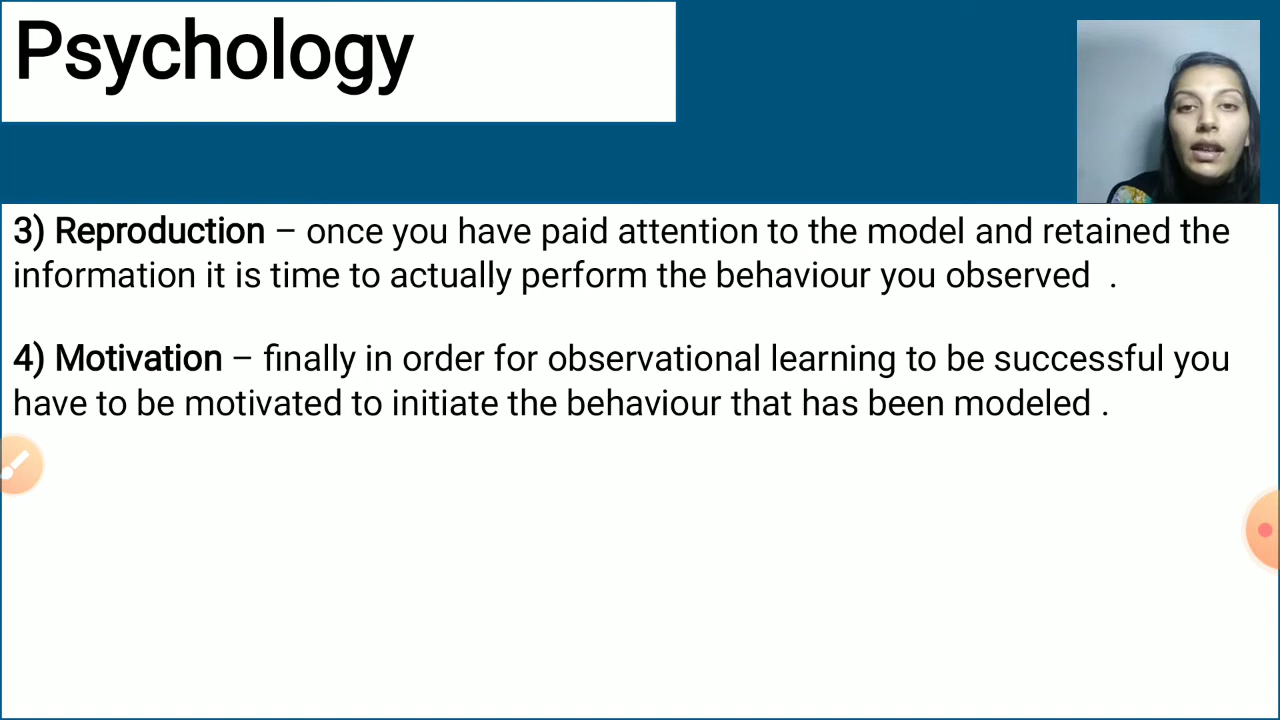 Psychology
3) Reproduction – once you have paid attention to the model and retained the
information it is time to actually perform the behaviour you observed  .
4) Motivation – finally in order for observational learning to be successful you
have to be motivated to initiate the behaviour that has been modeled .